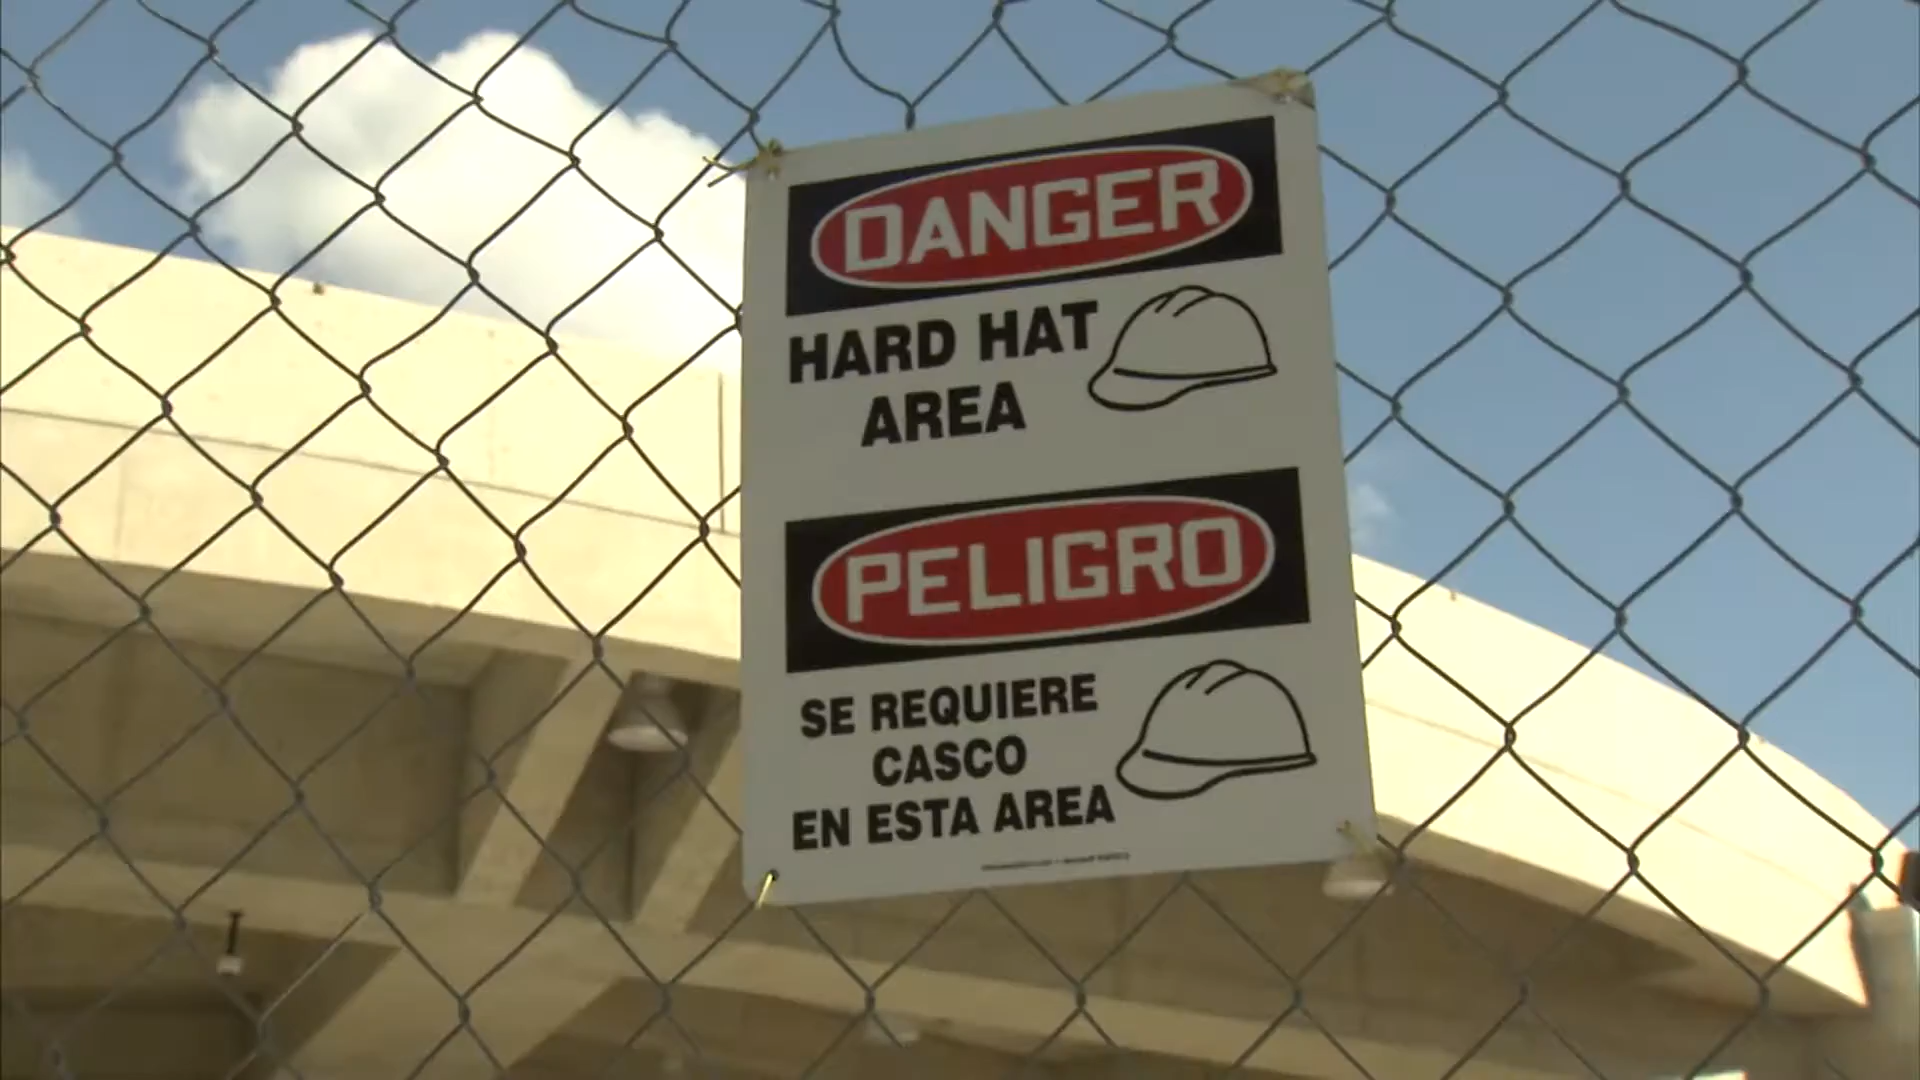 DANGER
HARD HAT
AREA
PELIGRO
SE REQUIERE
CASCO
EN ESTA AREA